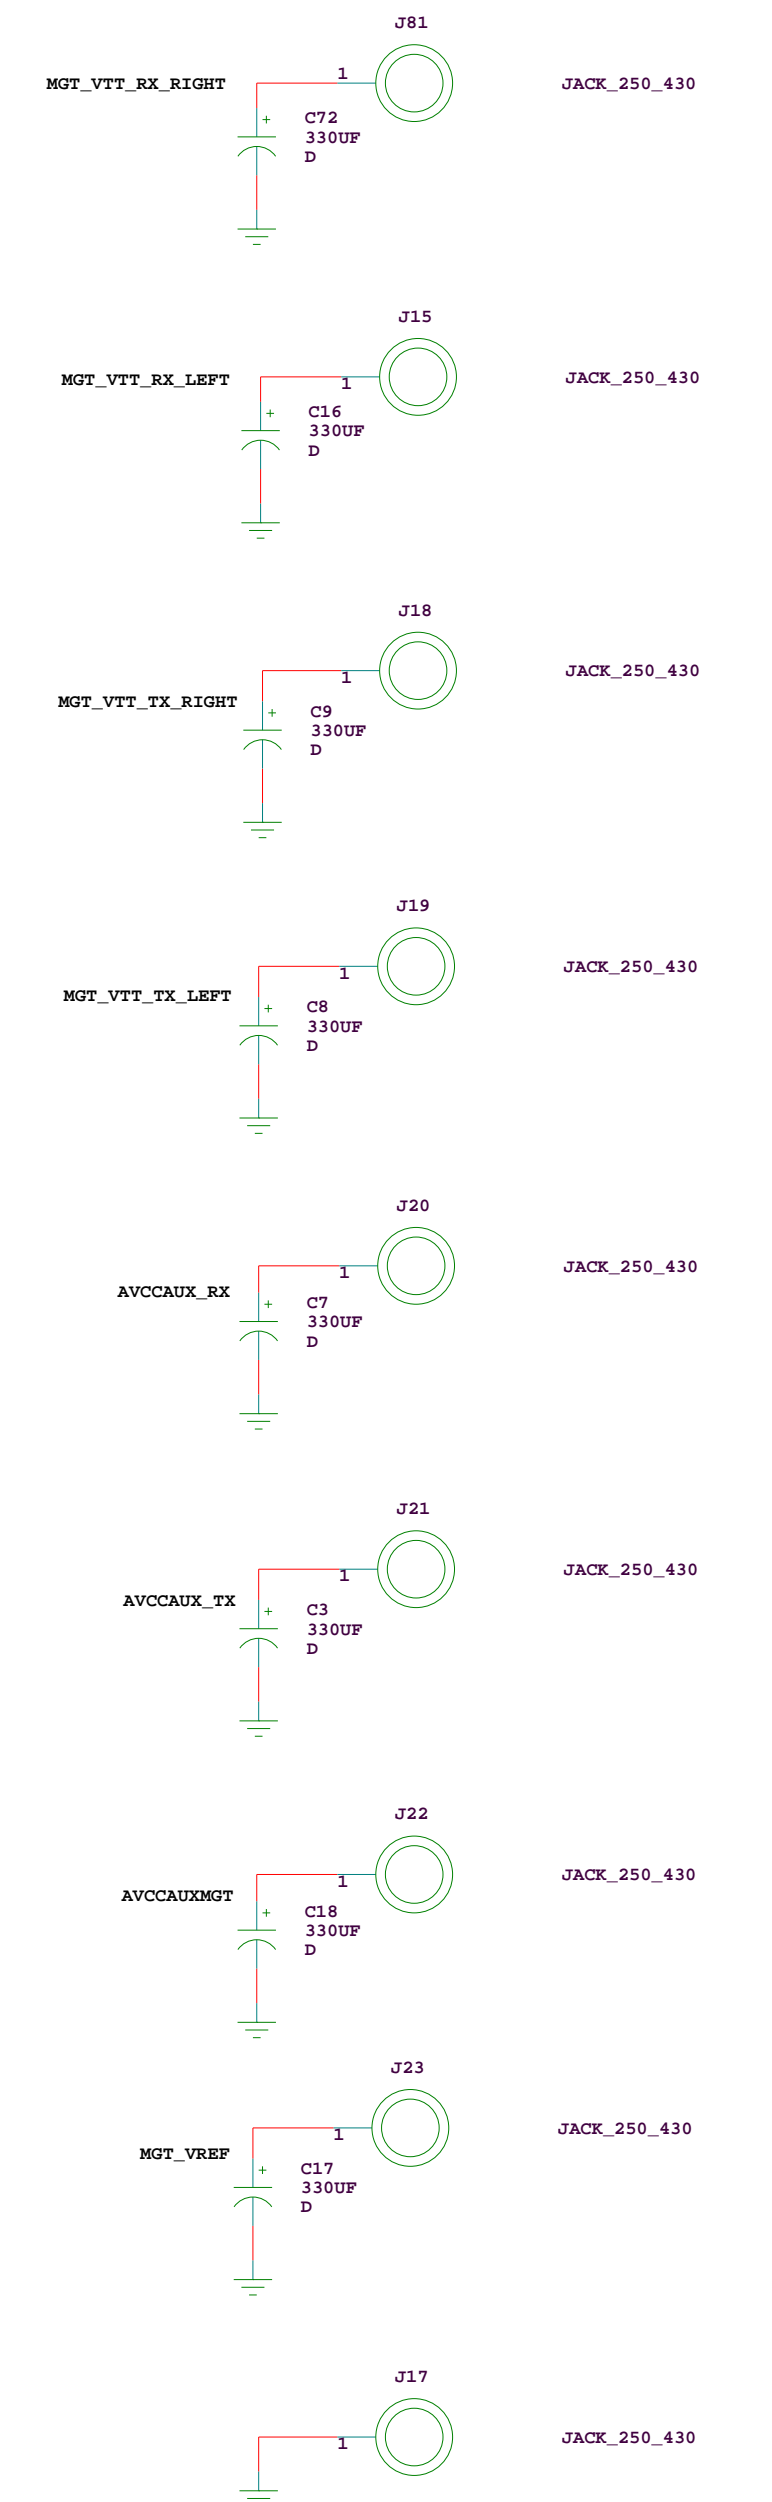 J81
MGT_VTT_RX_RIGHT 1 JACK_250_430
+ C72
330UF
D
J15
MGT_VTT_RX_LEFT 1 JACK_250_430
+ C16
330UF
D
J18
1 JACK_250_430
MGT_VTT_TX_RIGHT + C9
330UF
D
J19
1 JACK_250_430
MGT_VTT_TX_LEFT + C8
330UF
D
J20
1 JACK_250_430
AVCCAUX_RX + C7
330UF
D
J21
1 JACK_250_430
AVCCAUX_TX + C3
330UF
D
J22
1 JACK_250_430
AVCCAUXMGT + C18
330UF
D
J23
1 JACK_250_430
MGT_VREF + C17
330UF
D
J17
1 JACK_250_430